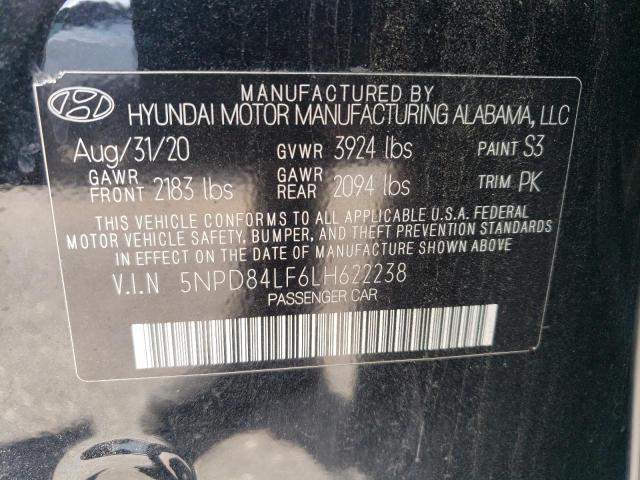 MANUFACTURED BY
HYUNDAI MOTOR MANUFACTURING ALABAMA, LLC
Aug/31/20 GVWR 3924 lbs PAINT S3
GAWR FRONT 2183 lbs GAWR REAR 2094 lbs TRIM PK
THIS VEHICLE CONFORMS TO ALL APPLICABLE U.S.A. FEDERAL
MOTOR VEHICLE SAFETY, BUMPER, AND THEFT PREVENTION STANDARDS
IN EFFECT ON THE DATE OF MANUFACTURE SHOWN ABOVE
V.I.N 5NPD84LF6LH622238
PASSENGER CAR